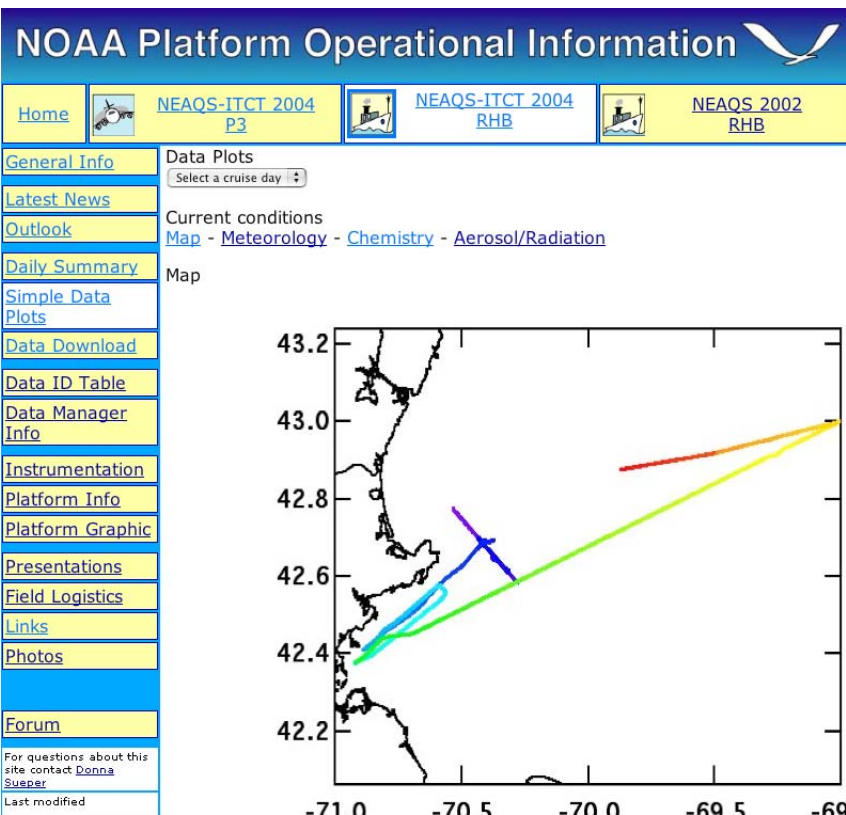 NOAA Platform Operational Information
Home
NEAQS-ITCT 2004
P3
NEAQS-ITCT 2004
RHB
NEAQS 2002
RHB
General Info
Latest News
Outlook
Daily Summary
Simple Data
Plots
Data Download
Data ID Table
Data Manager
Info
Instrumentation
Platform Info
Platform Graphic
Presentations
Field Logistics
Links
Photos
Forum
For questions about this
site contact Donna
Sueper
Last modified
Data Plots
Select a cruise day
Current conditions
Map - Meteorology - Chemistry - Aerosol/Radiation
Map
43.2
43.0
42.8
42.6
42.4
42.2
-71.0 -70.5 -70.0 -69.5 -69